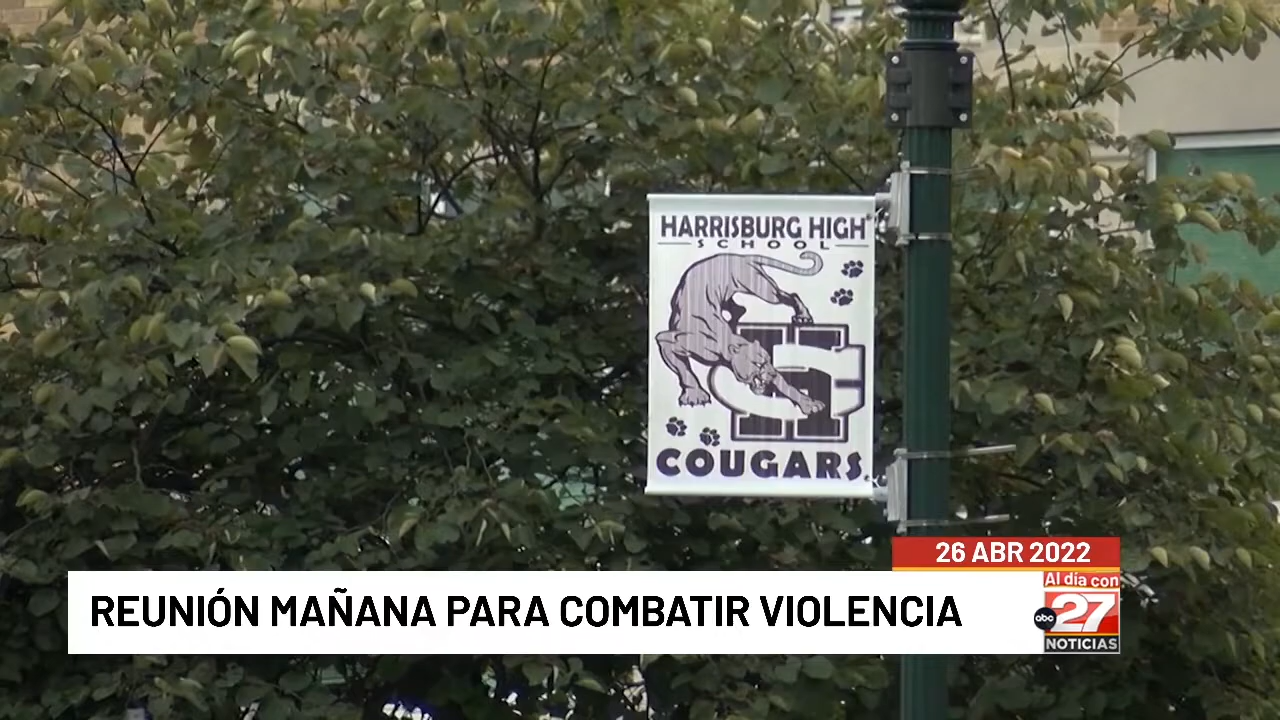 HARRISBURG HIGH
SCHOOL
H
COUGARS
26 ABR 2022
REUNIÓN MAÑANA PARA COMBATIR VIOLENCIA
Al día con
abc 27
NOTICIAS